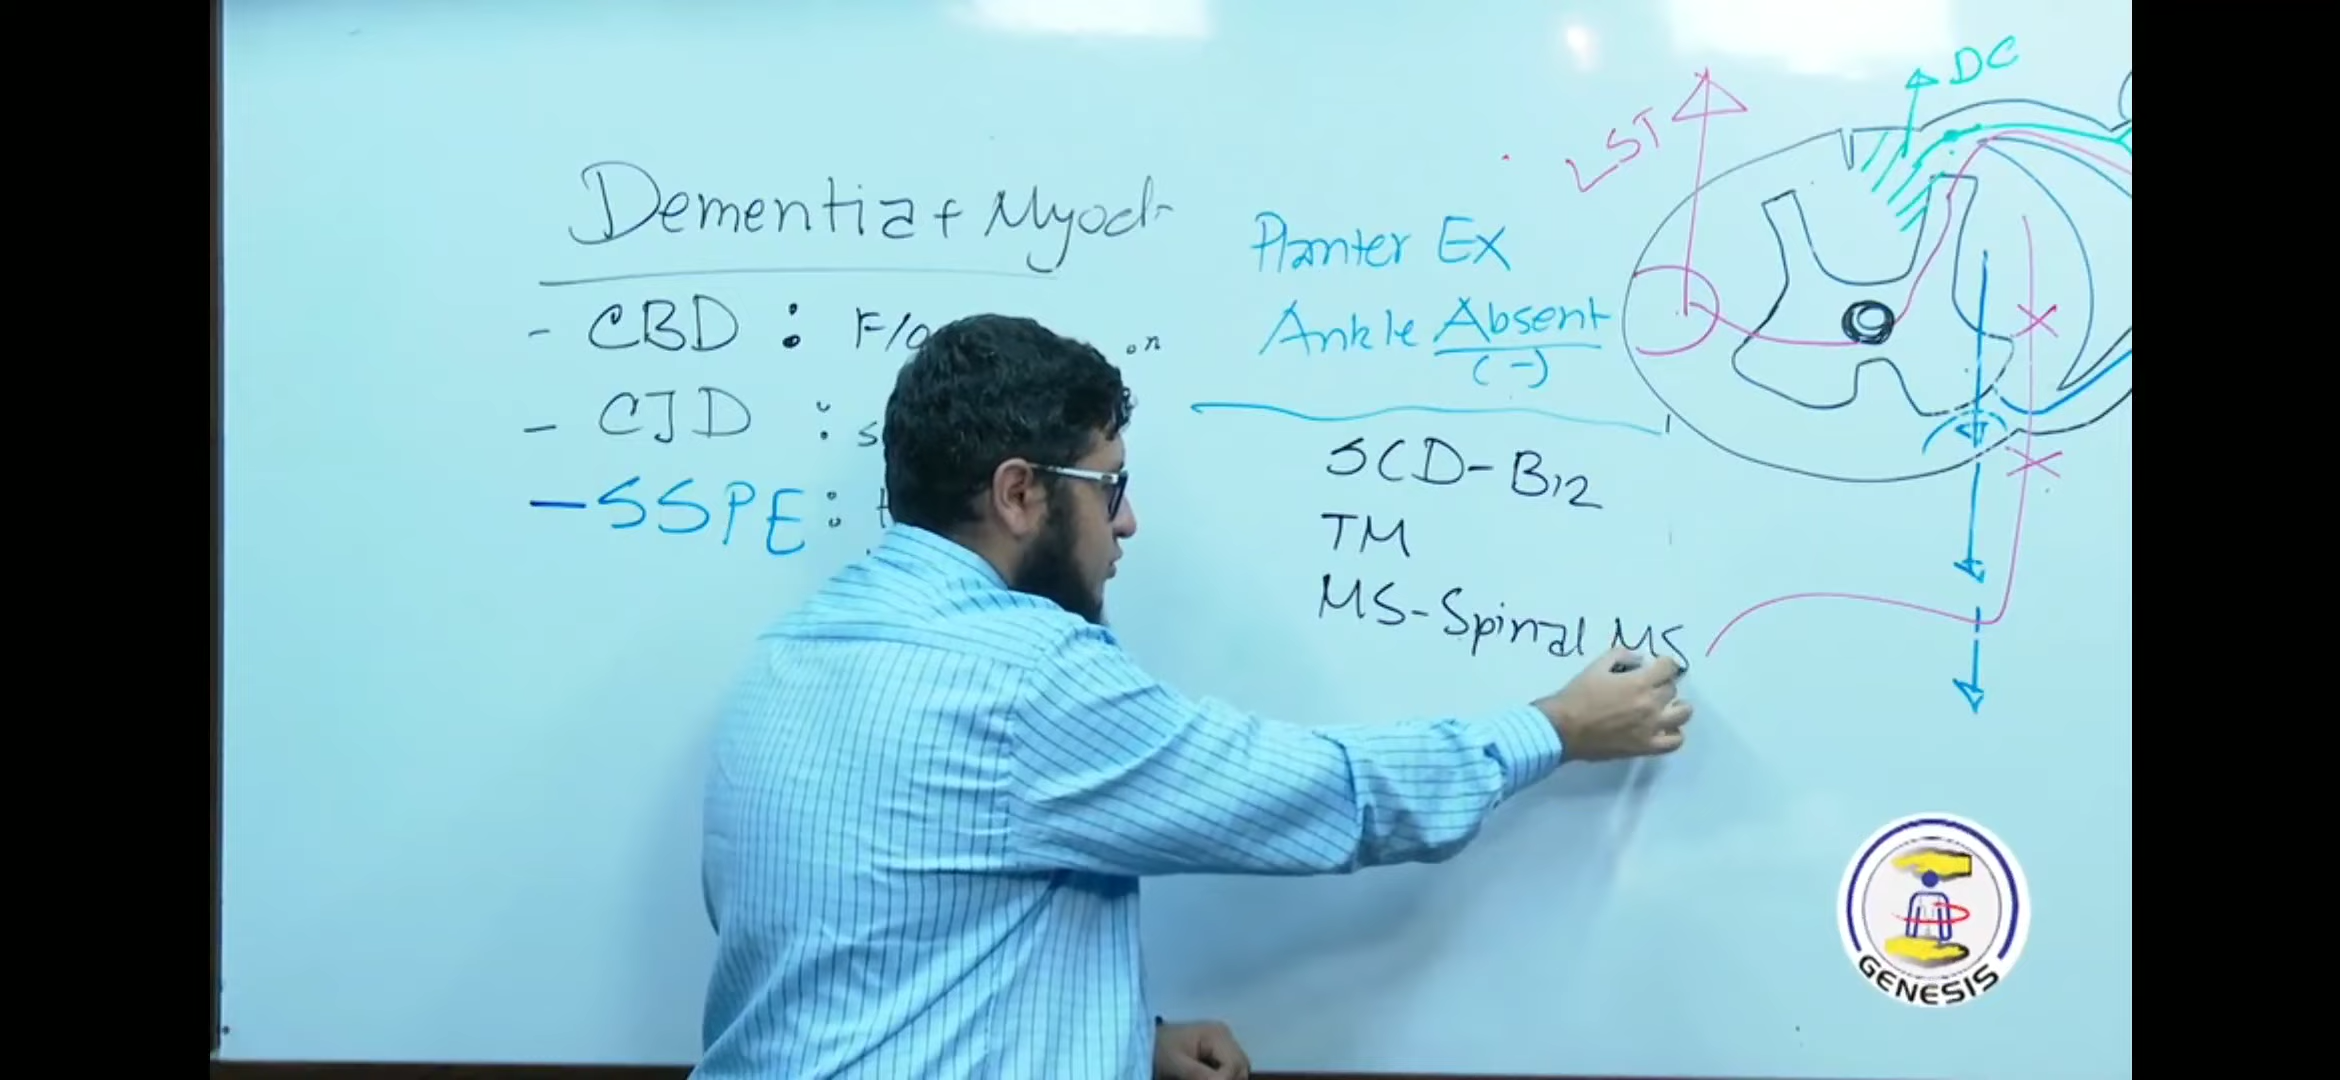 Dementia + Myocl-
- CBD :
- CJD :
- SSPE :
Planter Ex
Ankle Absent
(-)
SCD-B12
TM
MS-Spinal MS
LST
DC
GENESIS